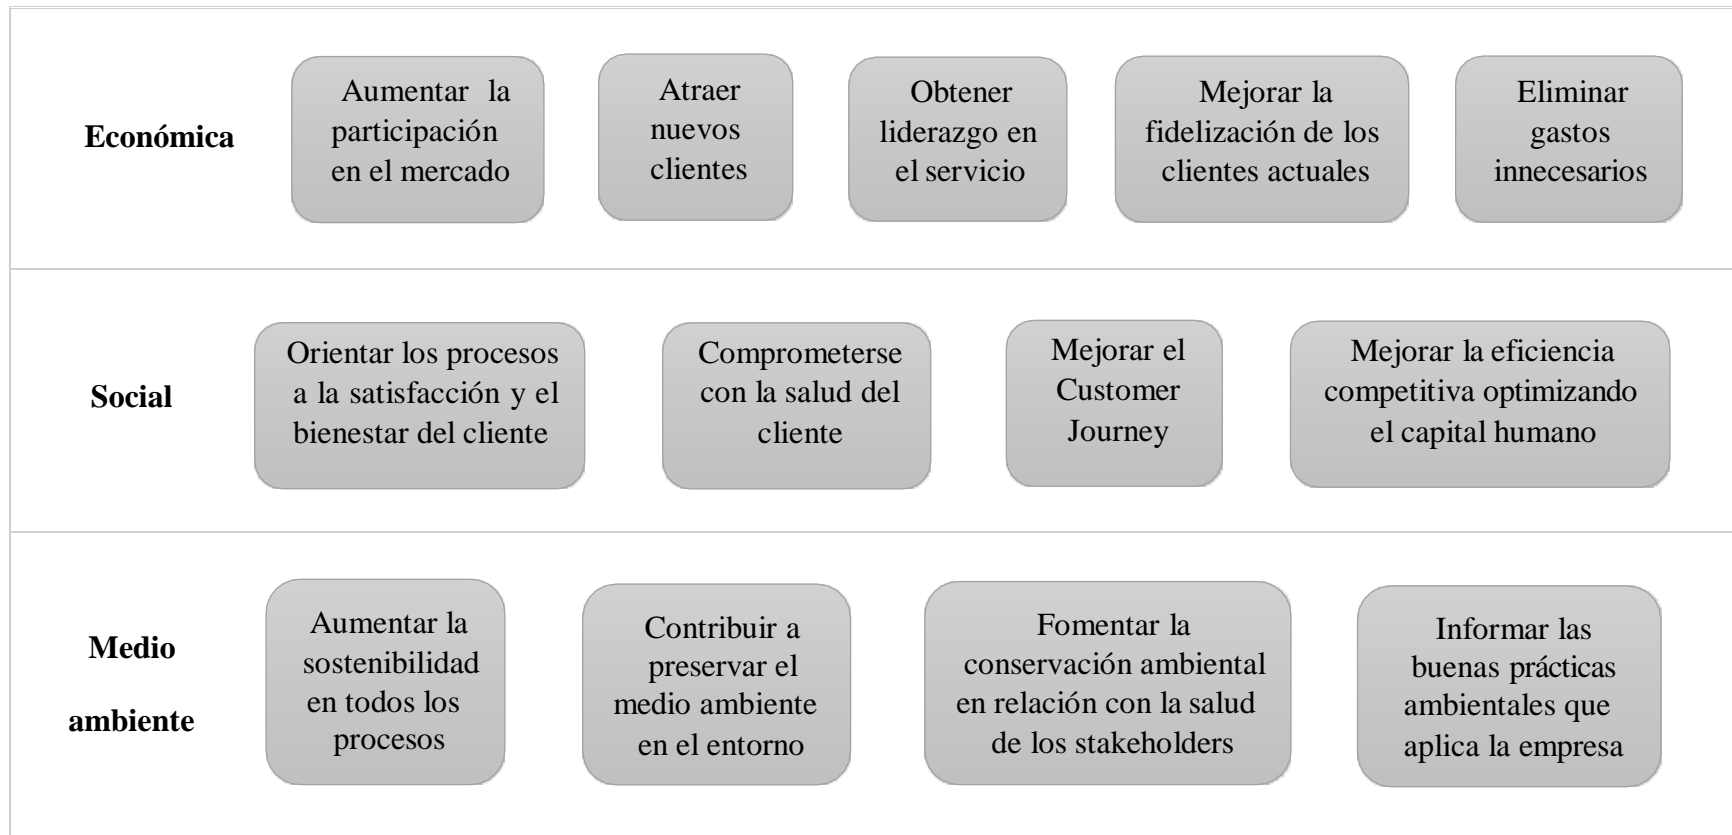 Económica
Aumentar la
participación
en el mercado
Atraer
nuevos
clientes
Obtener
liderazgo en
el servicio
Mejorar la
fidelización de los
clientes actuales
Eliminar
gastos
innecesarios
Social
Orientar los procesos
a la satisfacción y el
bienestar del cliente
Comprometerse
con la salud del
cliente
Mejorar el
Customer
Journey
Mejorar la eficiencia
competitiva optimizando
el capital humano
Medio
ambiente
Aumentar la
sostenibilidad
en todos los
procesos
Contribuir a
preservar el
medio ambiente
en el entorno
Fomentar la
conservación ambiental
en relación con la salud
de los stakeholders
Informar las
buenas prácticas
ambientales que
aplica la empresa